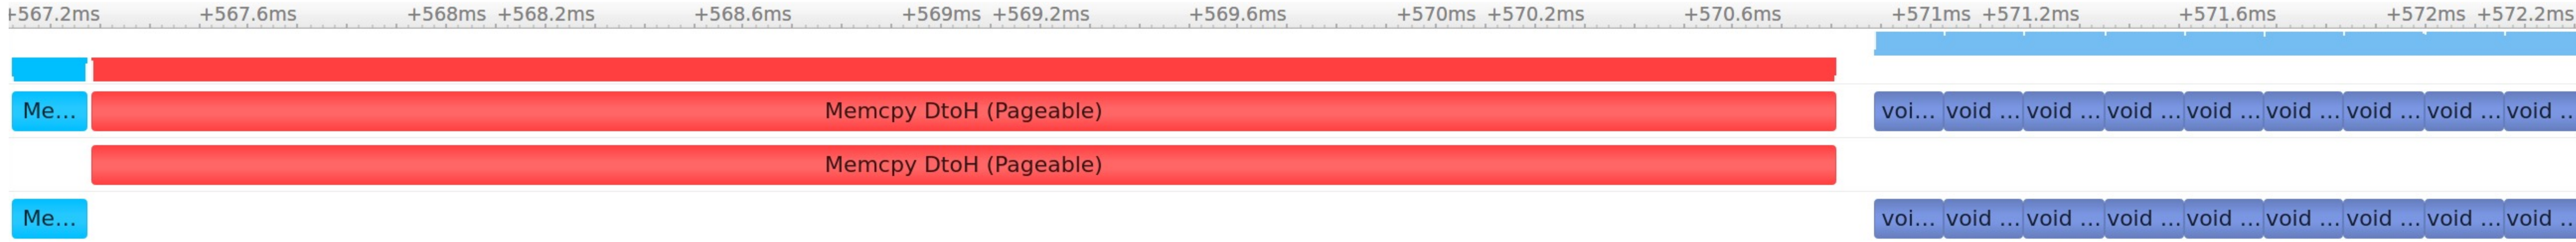 +567.2ms +567.6ms +568ms +568.2ms +568.6ms +569ms +569.2ms +569.6ms +570ms +570.2ms +570.6ms +571ms +571.2ms +571.6ms +572ms +572.2ms
Me... Memcpy DtoH (Pageable) voi... void ... void ... void ... void ... void ... void ... void ... void ..
Memcpy DtoH (Pageable)
Me... voi... void ... void ... void ... void ... void ... void ... void ... void ..